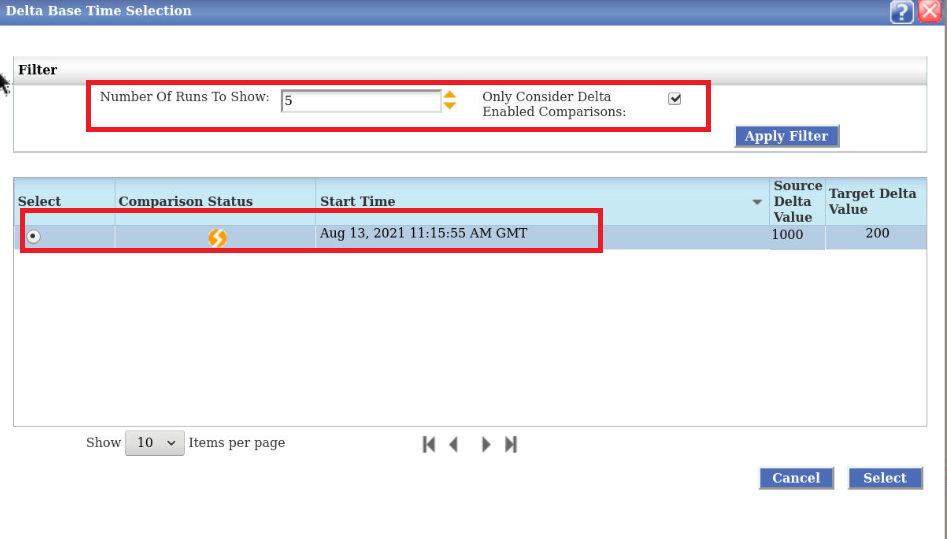 Delta Base Time Selection
?
Filter
Number Of Runs To Show: 5
Only Consider Delta
Enabled Comparisons:
Apply Filter
Select
Comparison Status
Start Time
Source
Delta
Value
Target Delta
Value
Aug 13, 2021 11:15:55 AM GMT
1000
200
Show 10 Items per page
Cancel
Select